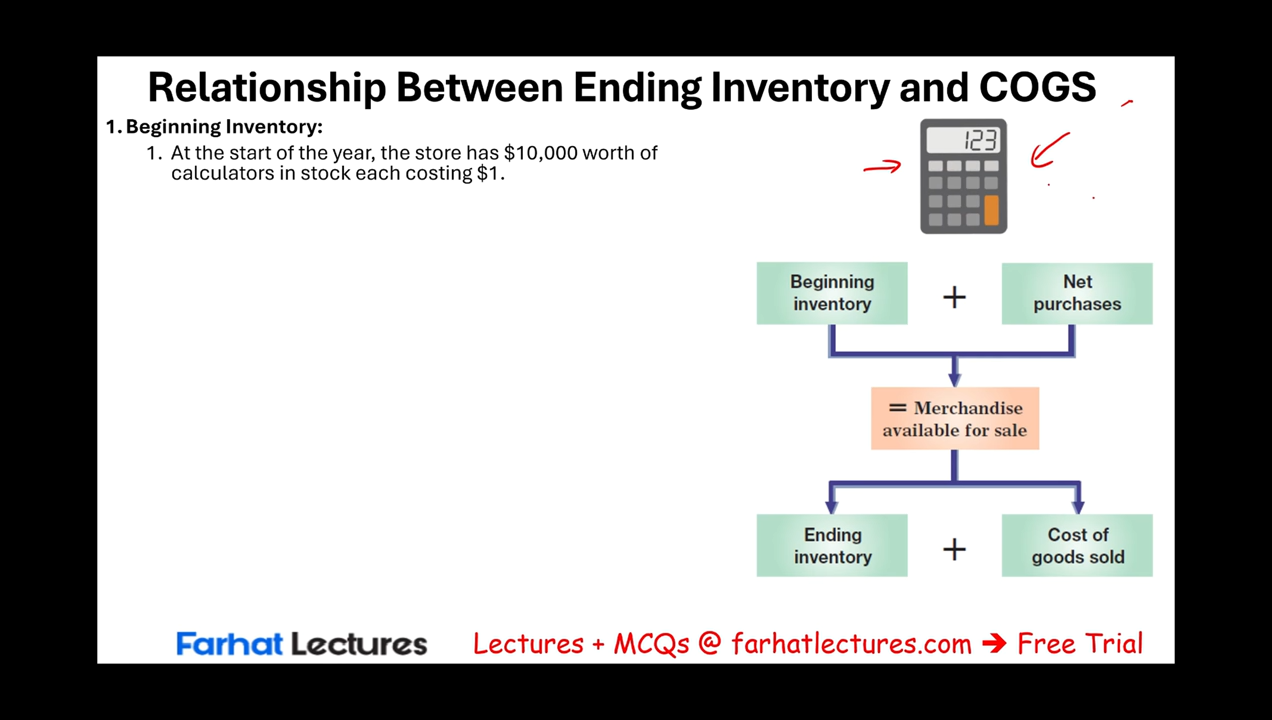 Relationship Between Ending Inventory and COGS
1. Beginning Inventory:
1. At the start of the year, the store has $10,000 worth of
calculators in stock each costing $1.
123
Beginning
inventory
+
Net
purchases
= Merchandise
available for sale
Ending
inventory
+
Cost of
goods sold
Farhat Lectures
Lectures + MCQs @ farhatlectures.com ➔ Free Trial